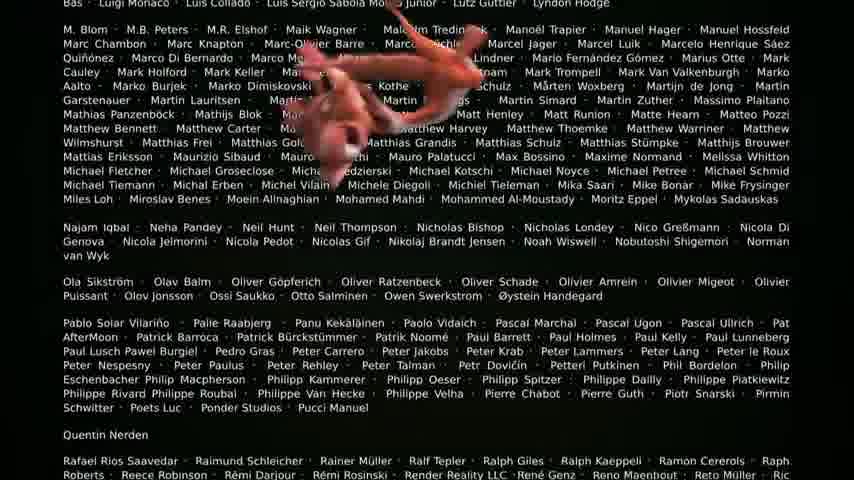 Bas · Luigi Monaco · Luis Collado · Luis Sergio Saboia Moura Junior · Lutz Güttler · Lyndon Hodge
M. Blom · M.B. Peters · M.R. Elshof · Maik Wagner · Manoël Trapier · Manuel Hager · Manuel Hossfeld
Marc Chambon · Marc Knapton · Marc-Olivier Barre · Marcel Jager · Marcel Luik · Marcelo Henrique Sáez
Quiñónez · Marco Di Bernardo · Marco Lindner · Mario Fernández Gómez · Marius Otte · Mark
Cauley · Mark Holford · Mark Keller · Mark Trompell · Mark Van Valkenburgh · Marko
Aalto · Marko Burjek · Marko Dimiskovski Kothe · Schulz · Mårten Woxberg · Martijn de Jong · Martin
Garstenauer · Martin Lauritsen · Martin · Martin Simard · Martin Zuther · Massimo Plaitano
Mathias Panzenböck · Mathijs Blok · Matt Henley · Matt Runion · Matte Hearn · Matteo Pozzi
Matthew Bennett · Matthew Carter · Matthew Harvey · Matthew Thoemke · Matthew Warriner · Matthew
Wilmshurst · Matthias Frei · Matthias Grandis · Matthias Schulz · Matthias Stümpke · Matthijs Brouwer
Mattias Eriksson · Maurizio Sibaud · Mauro · Mauro Palatucci · Max Bossino · Maxime Normand · Melissa Whitton
Michael Fletcher · Michael Groseclose · Michael Kotschi · Michael Noyce · Michael Petree · Michael Schmid
Michael Tiemann · Michal Erben · Michel Vilain · Michele Diegoli · Michiel Tieleman · Mika Saari · Mike Bonar · Mike Frysinger
Miles Loh · Miroslav Benes · Moein Allnaghian · Mohamed Mahdi · Mohammed Al-Moustady · Moritz Eppel · Mykolas Sadauskas
Najam Iqbal · Neha Pandey · Neil Hunt · Neil Thompson · Nicholas Bishop · Nicholas Londey · Nico Greßmann · Nicola Di
Genova · Nicola Jelmorini · Nicola Pedot · Nicolas Gif · Nikolaj Brandt Jensen · Noah Wiswell · Nobutoshi Shigemori · Norman
van Wyk
Ola Sikström · Olav Balm · Oliver Göpferich · Oliver Ratzenbeck · Oliver Schade · Olivier Amrein · Olivier Migeot · Olivier
Puissant · Olov Jonsson · Ossi Saukko · Otto Salminen · Owen Swerkstrom · Øystein Handegard
Pablo Solar Vilariño · Palle Raabjerg · Panu Kekäläinen · Paolo Vidaich · Pascal Marchal · Pascal Ugon · Pascal Ullrich · Pat
AfterMoon · Patrick Barroca · Patrick Bürckstümmer · Patrik Noomé · Paul Barrett · Paul Holmes · Paul Kelly · Paul Lunneberg
Paul Lusch Pawel Burgiel · Pedro Gras · Peter Carrero · Peter Jakobs · Peter Krab · Peter Lammers · Peter Lang · Peter le Roux
Peter Nespesny · Peter Paulus · Peter Rehley · Peter Talman · Petr Dovičín · Petteri Putkinen · Phil Bordelon · Philip
Eschenbacher Philip Macpherson · Philipp Kammerer · Philipp Oeser · Philipp Spitzer · Philippe Dailly · Philippe Piatkiewitz
Philippe Rivard Philippe Roubal · Philippe Van Hecke · Philippe Velha · Pierre Chabot · Pierre Guth · Piotr Snarski · Pirmin
Schwitter · Poets Luc · Ponder Studios · Pucci Manuel
Quentin Nerden
Rafael Rios Saavedar · Raimund Schleicher · Rainer Müller · Ralf Tepler · Ralph Giles · Ralph Kaeppeli · Ramon Cererols · Raph
Roberts · Reece Robinson · Rémi Darjour · Rémi Rosinski · Render Reality LLC · René Genz · Reno Maenhout · Reto Müller · Ric